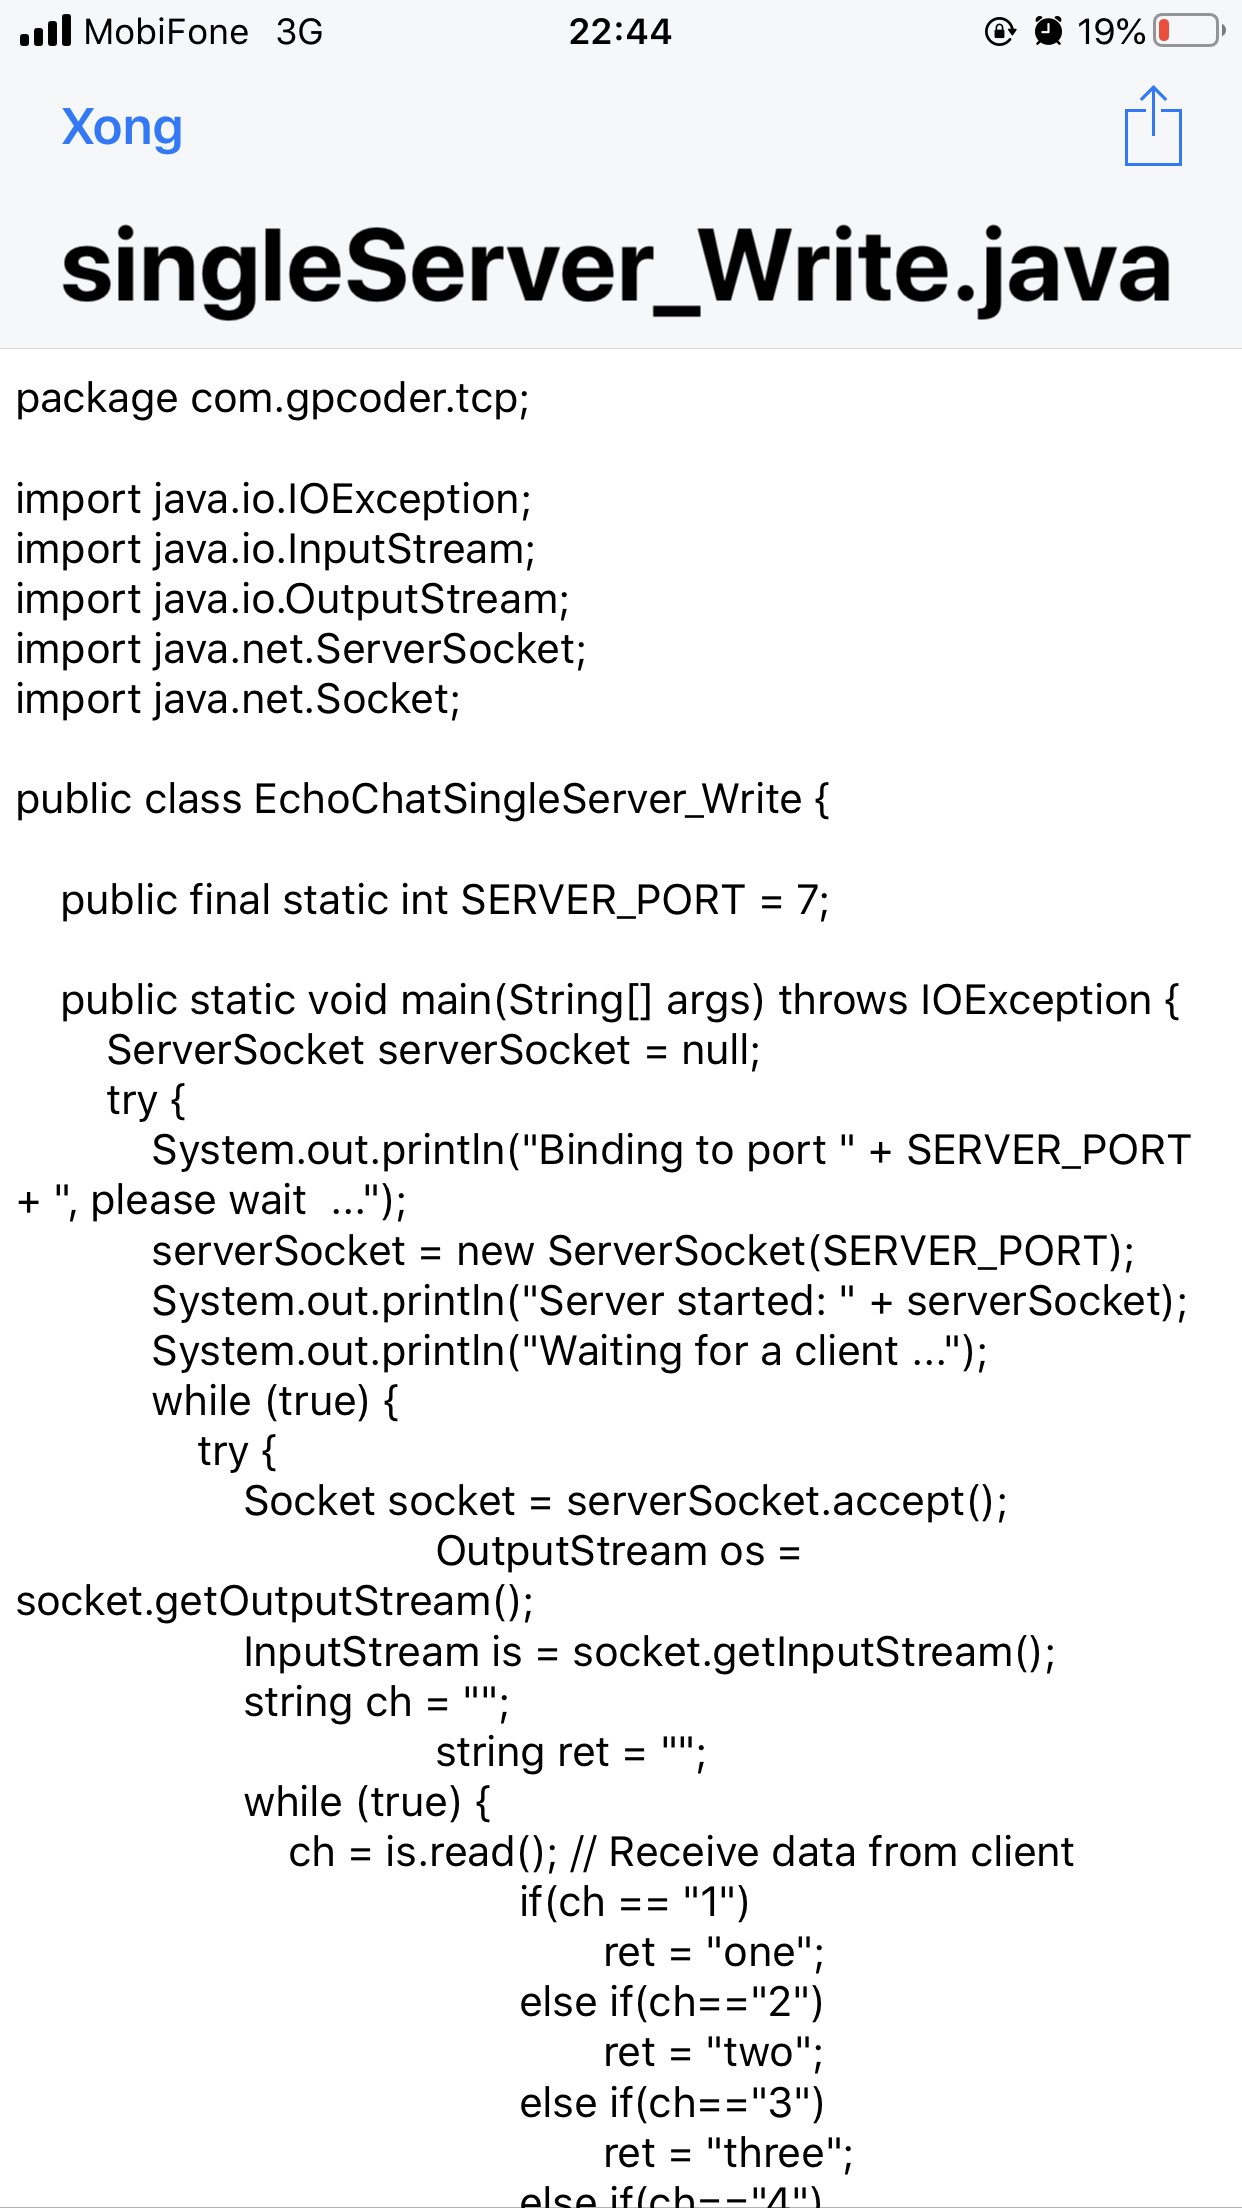 MobiFone 3G 22:44 19%
Xong
singleServer_Write.java
package com.gpcoder.tcp;
import java.io.IOException;
import java.io.InputStream;
import java.io.OutputStream;
import java.net.ServerSocket;
import java.net.Socket;
public class EchoChatSingleServer_Write {
public final static int SERVER_PORT = 7;
public static void main(String[] args) throws IOException {
ServerSocket serverSocket = null;
try {
System.out.println("Binding to port " + SERVER_PORT
+ ", please wait  ...");
serverSocket = new ServerSocket(SERVER_PORT);
System.out.println("Server started: " + serverSocket);
System.out.println("Waiting for a client ...");
while (true) {
try {
Socket socket = serverSocket.accept();
OutputStream os =
socket.getOutputStream();
InputStream is = socket.getInputStream();
string ch = "";
string ret = "";
while (true) {
ch = is.read(); // Receive data from client
if(ch == "1")
ret = "one";
else if(ch=="2")
ret = "two";
else if(ch=="3")
ret = "three";
else if(ch=="4")